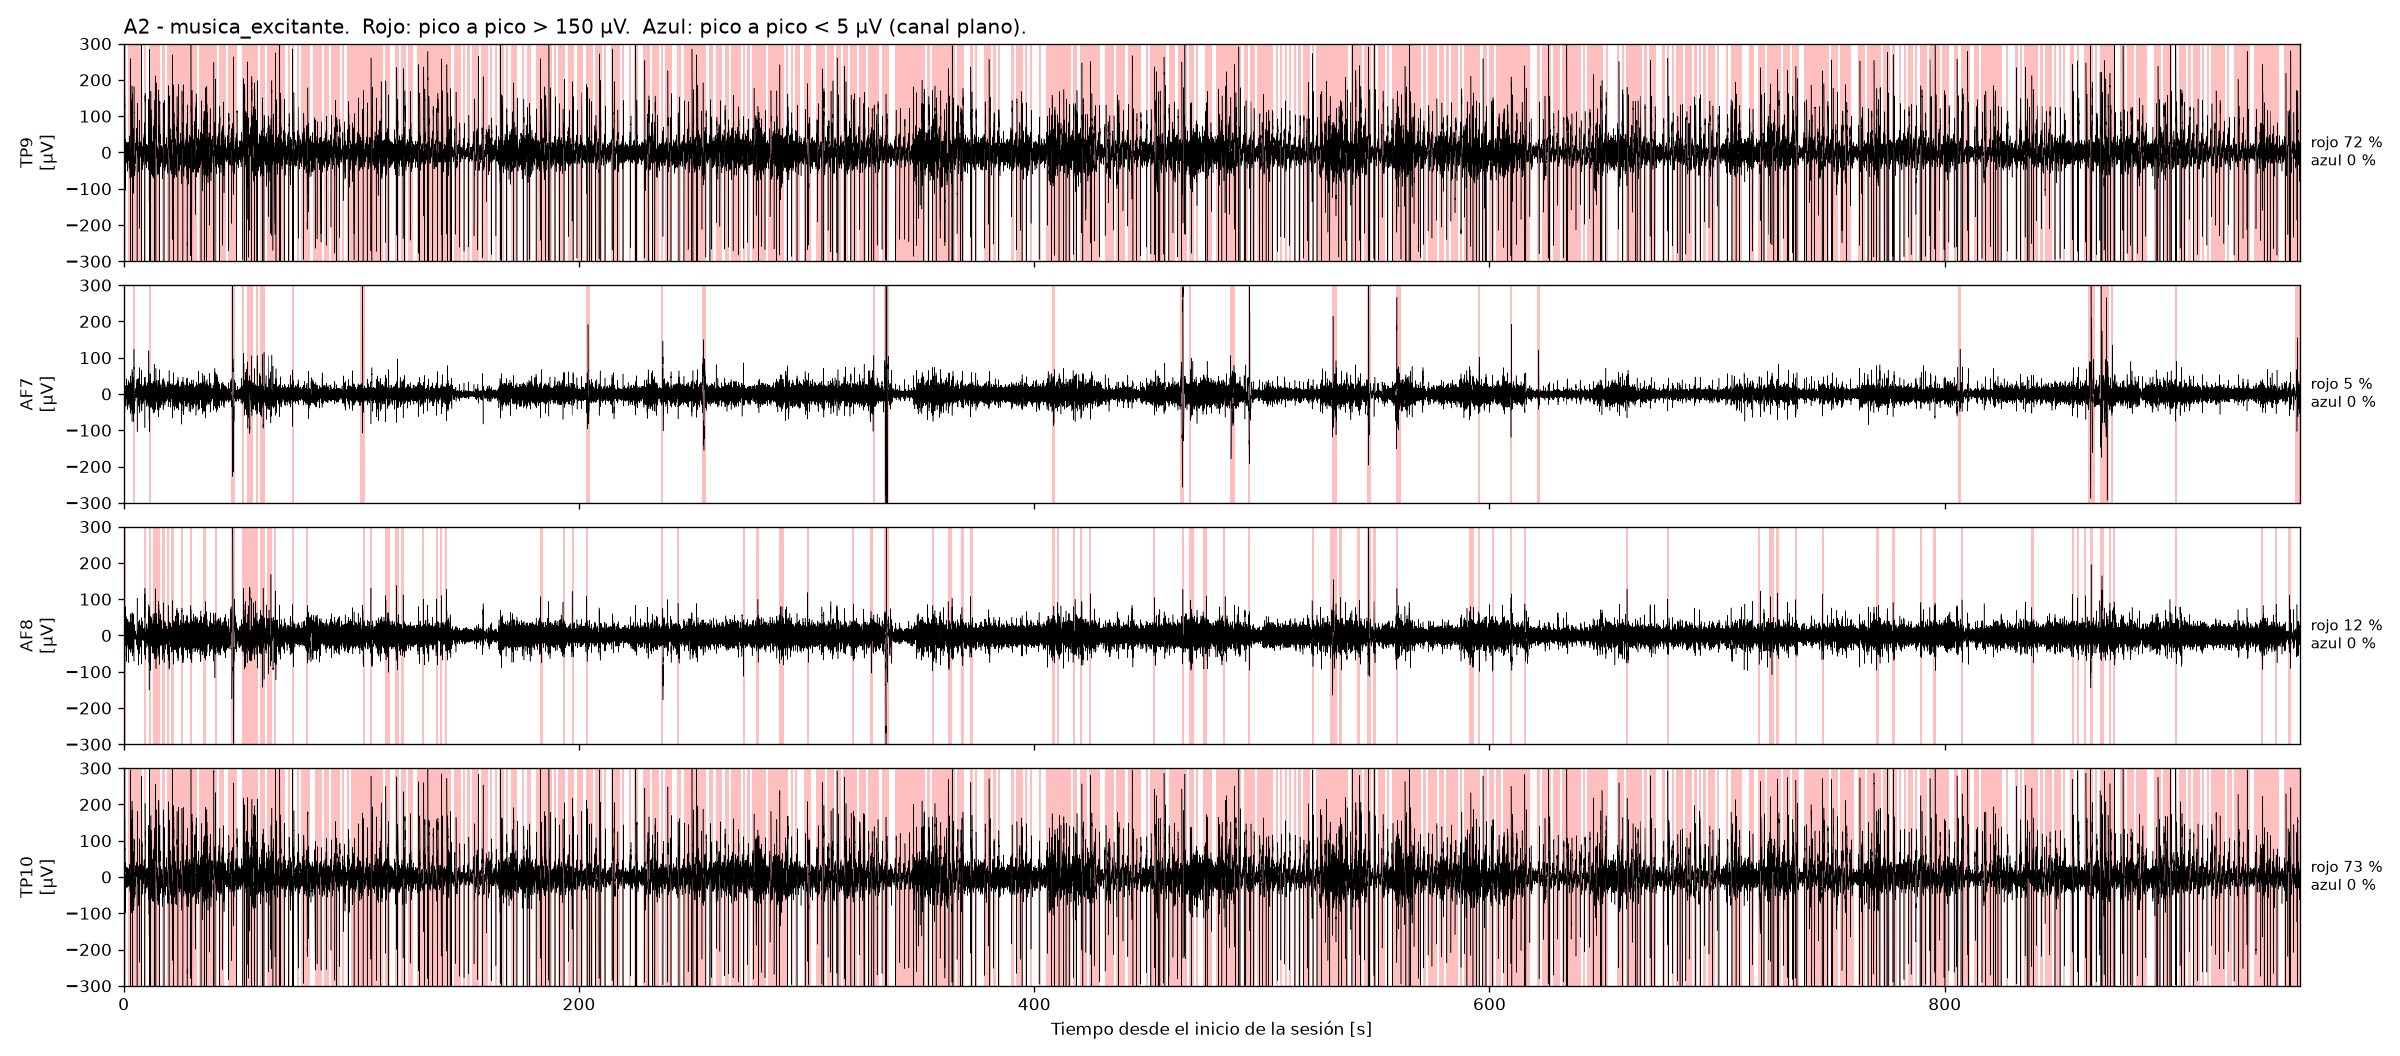 A2 - musica_excitante.  Rojo: pico a pico > 150 µV.  Azul: pico a pico < 5 µV (canal plano).
300
200
100
0
−100
−200
−300
TP9
[µV]
rojo 72 %
azul 0 %
300
200
100
0
−100
−200
−300
AF7
[µV]
rojo 5 %
azul 0 %
300
200
100
0
−100
−200
−300
AF8
[µV]
rojo 12 %
azul 0 %
300
200
100
0
−100
−200
−300
TP10
[µV]
rojo 73 %
azul 0 %
0 200 400 600 800
Tiempo desde el inicio de la sesión [s]